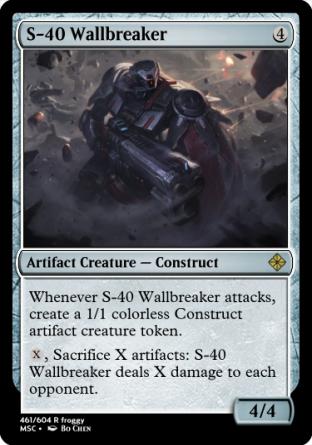 S-40 Wallbreaker 4
Artifact Creature — Construct
Whenever S-40 Wallbreaker attacks,
create a 1/1 colorless Construct
artifact creature token.
X, Sacrifice X artifacts: S-40
Wallbreaker deals X damage to each
opponent.
4/4
461/604 R froggy
MSC • Bo Chen